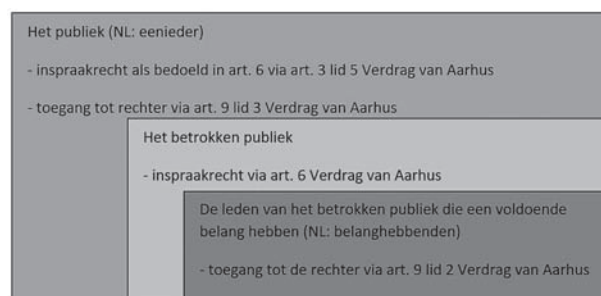 Het publiek (NL: eenieder)
- inspraakrecht als bedoeld in art. 6 via art. 3 lid 5 Verdrag van Aarhus
- toegang tot rechter via art. 9 lid 3 Verdrag van Aarhus
Het betrokken publiek
- inspraakrecht via art. 6 Verdrag van Aarhus
De leden van het betrokken publiek die een voldoende
belang hebben (NL: belanghebbenden)
- toegang tot de rechter via art. 9 lid 2 Verdrag van Aarhus